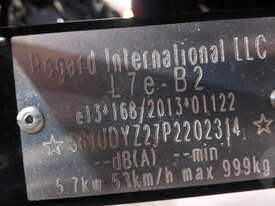 Pegard International LLC
L7e-B2
e13*168/2013*01122
--dB(A) --min
5.7kw 53km/h max 999kg